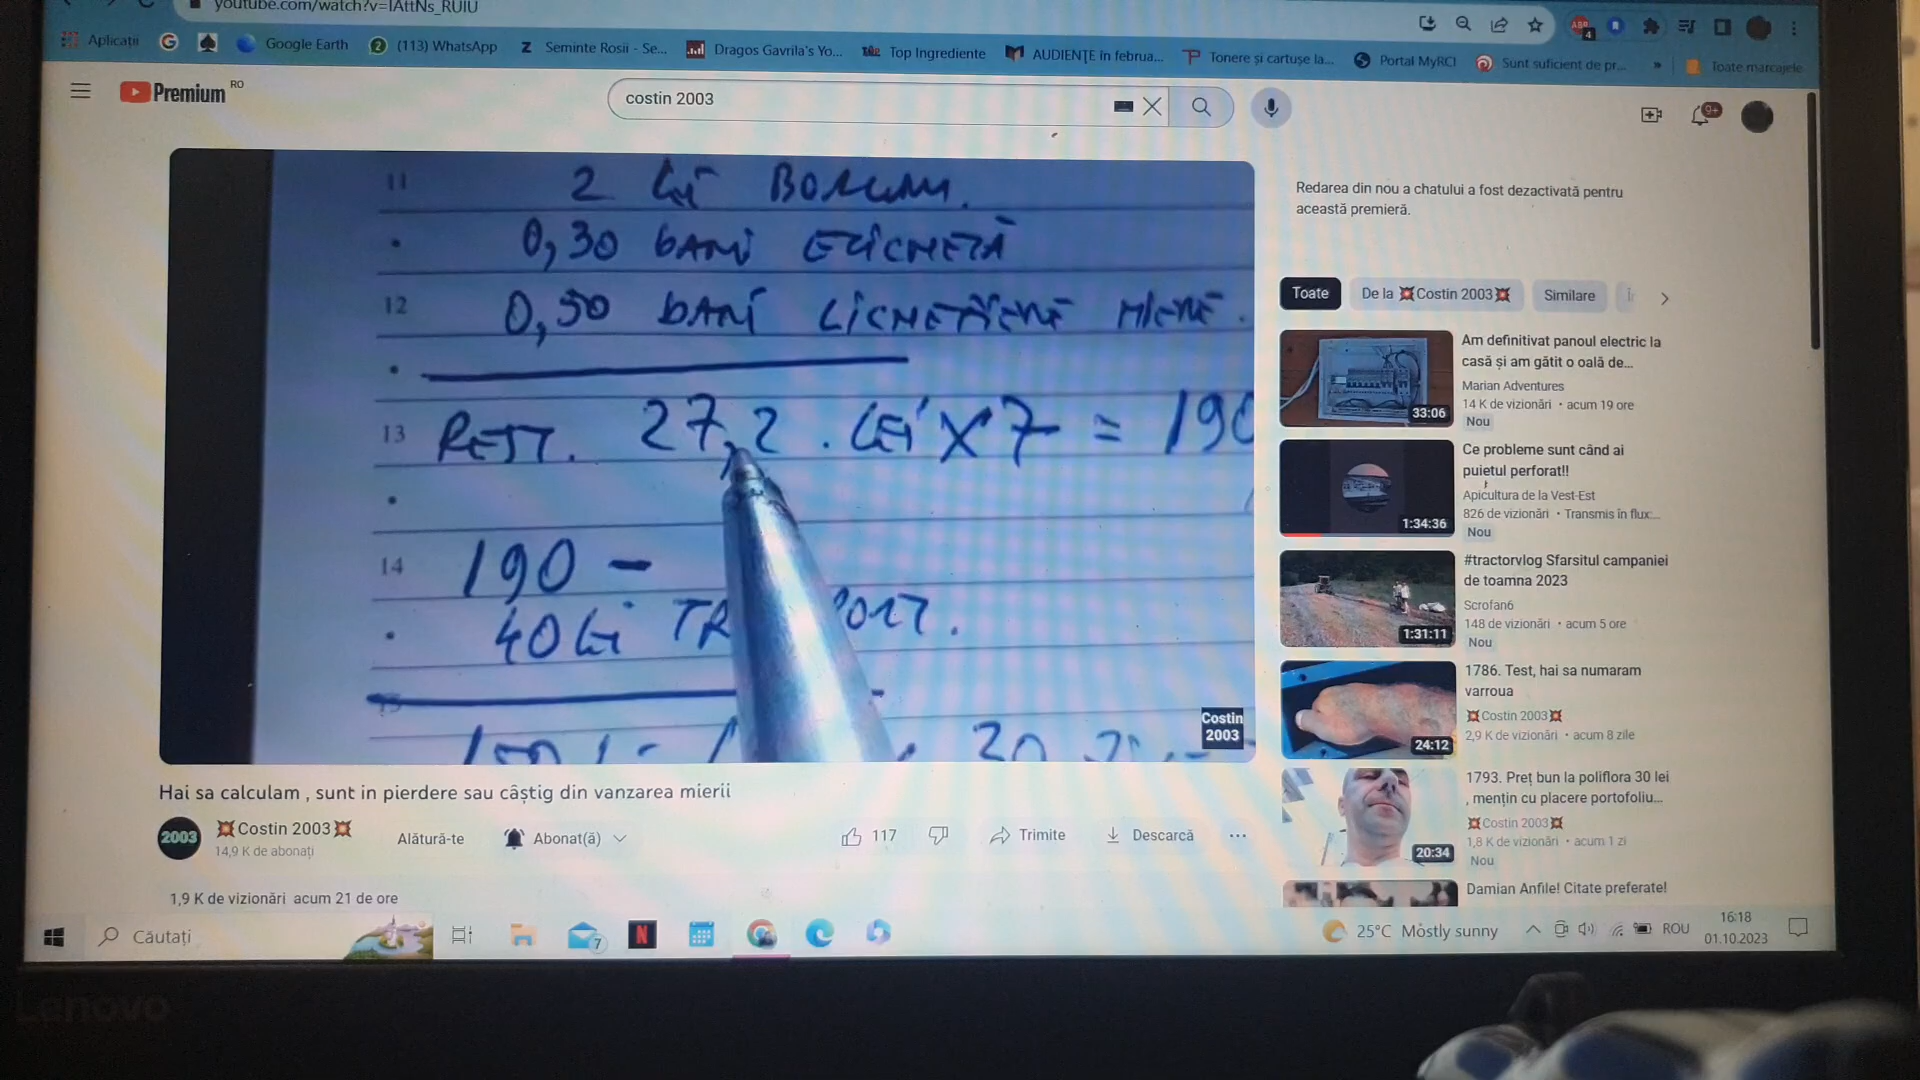 youtube.com/watch?v=IAttNs_RUIU
Aplicații
Google Earth
(113) WhatsApp
Seminte Rosii - Se...
Dragos Gavrila's Yo...
Top Ingrediente
AUDIENȚE în februa...
Tonere și cartușe la...
Portal MyRCI
Sunt suficient de pr...
»
Toate marcajele
Premium RO
costin 2003
9+
11 2 lei BORCAN.
0,30 bani ETICHETĂ
12 0,50 bani LICHEFIERE MIERE.
13 REST. 27,2. LEI X 7 = 190
14 190 -
40 lei
15
Costin
2003
Redarea din nou a chatului a fost dezactivată pentru
această premieră.
Toate
De la 💥Costin 2003💥
Similare
Am definitivat panoul electric la
casă și am gătit o oală de...
Marian Adventures
14 K de vizionări • acum 19 ore
Nou
33:06
Ce probleme sunt când ai
puietul perforat!!
Apicultura de la Vest-Est
826 de vizionări • Transmis în flux:...
Nou
1:34:36
#tractorvlog Sfarsitul campaniei
de toamna 2023
Scrofan6
148 de vizionări • acum 5 ore
Nou
1:31:11
1786. Test, hai sa numaram
varroua
💥Costin 2003💥
2,9 K de vizionări • acum 8 zile
24:12
1793. Preț bun la poliflora 30 lei
, mențin cu placere portofoliu...
💥Costin 2003💥
1,8 K de vizionări • acum 1 zi
Nou
20:34
Damian Anfile! Citate preferate!
Hai sa calculam , sunt in pierdere sau câștig din vanzarea mierii
2003
💥Costin 2003💥
14,9 K de abonați
Alătură-te
Abonat(ă)
117
Trimite
Descarcă
...
1,9 K de vizionări acum 21 de ore
Căutați
7
N
25°C Mostly sunny
ROU
16:18
01.10.2023
Lenovo